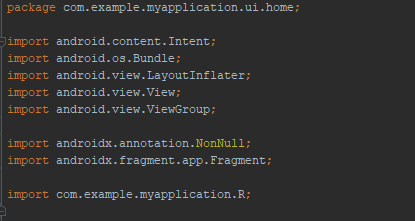 package com.example.myapplication.ui.home;
import android.content.Intent;
import android.os.Bundle;
import android.view.LayoutInflater;
import android.view.View;
import android.view.ViewGroup;
import androidx.annotation.NonNull;
import androidx.fragment.app.Fragment;
import com.example.myapplication.R;